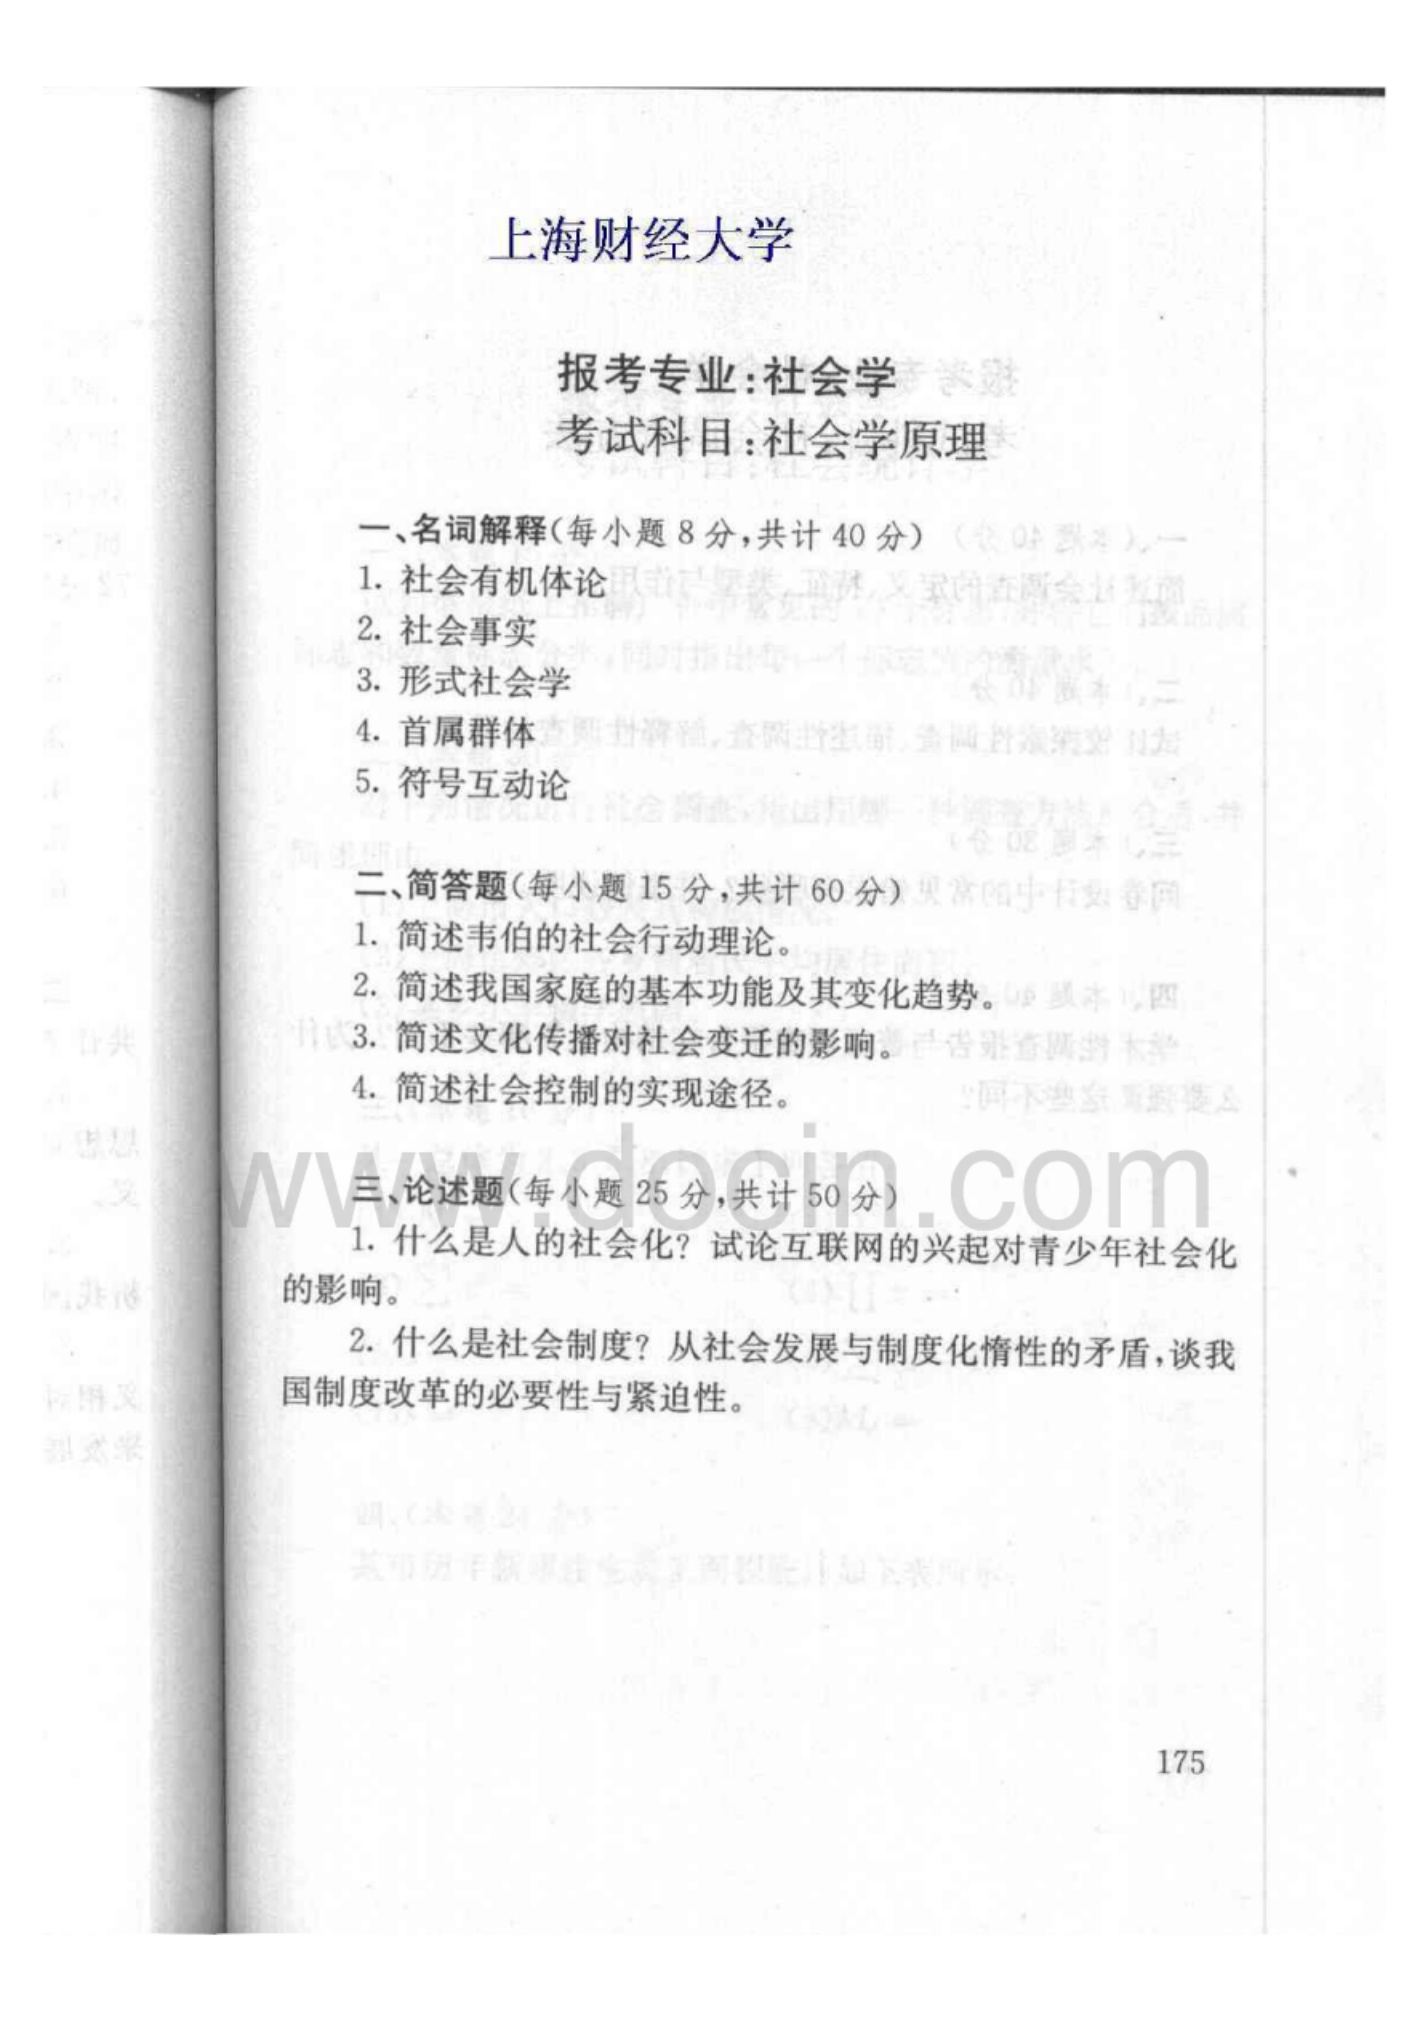 上海财经大学
报考专业:社会学
考试科目:社会学原理
一、名词解释(每小题8分,共计40分)
1. 社会有机体论
2. 社会事实
3. 形式社会学
4. 首属群体
5. 符号互动论
二、简答题(每小题15分,共计60分)
1. 简述韦伯的社会行动理论。
2. 简述我国家庭的基本功能及其变化趋势。
3. 简述文化传播对社会变迁的影响。
4. 简述社会控制的实现途径。
www.docin.com
三、论述题(每小题25分,共计50分)
1. 什么是人的社会化? 试论互联网的兴起对青少年社会化
的影响。
2. 什么是社会制度? 从社会发展与制度化惰性的矛盾,谈我
国制度改革的必要性与紧迫性。
175